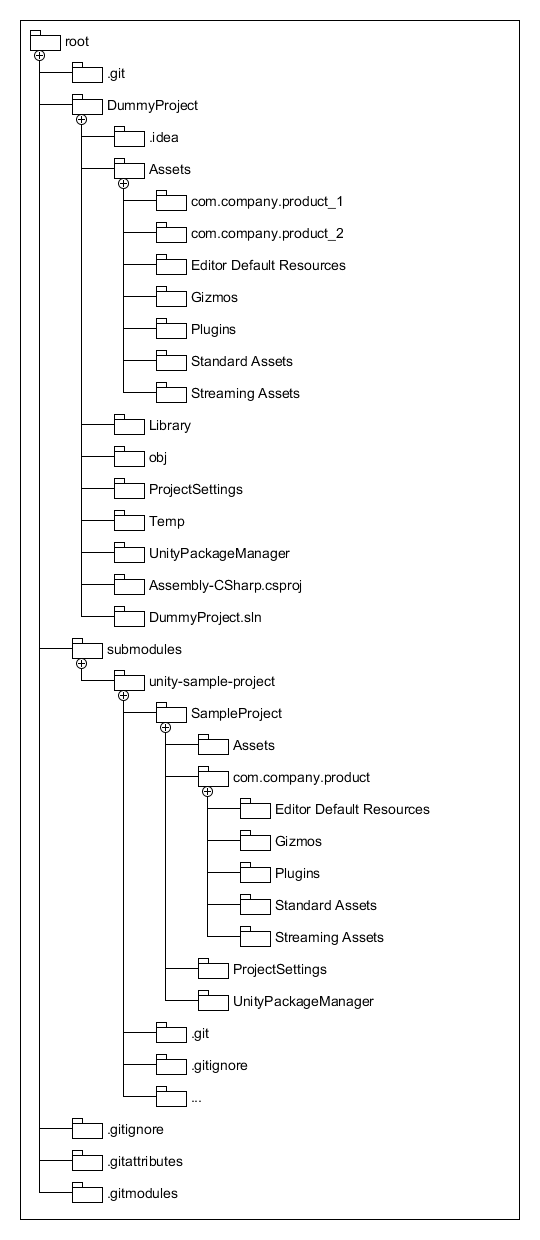 root
.git
DummyProject
.idea
Assets
com.company.product_1
com.company.product_2
Editor Default Resources
Gizmos
Plugins
Standard Assets
Streaming Assets
Library
obj
ProjectSettings
Temp
UnityPackageManager
Assembly-CSharp.csproj
DummyProject.sln
submodules
unity-sample-project
SampleProject
Assets
com.company.product
Editor Default Resources
Gizmos
Plugins
Standard Assets
Streaming Assets
ProjectSettings
UnityPackageManager
.git
.gitignore
...
.gitignore
.gitattributes
.gitmodules